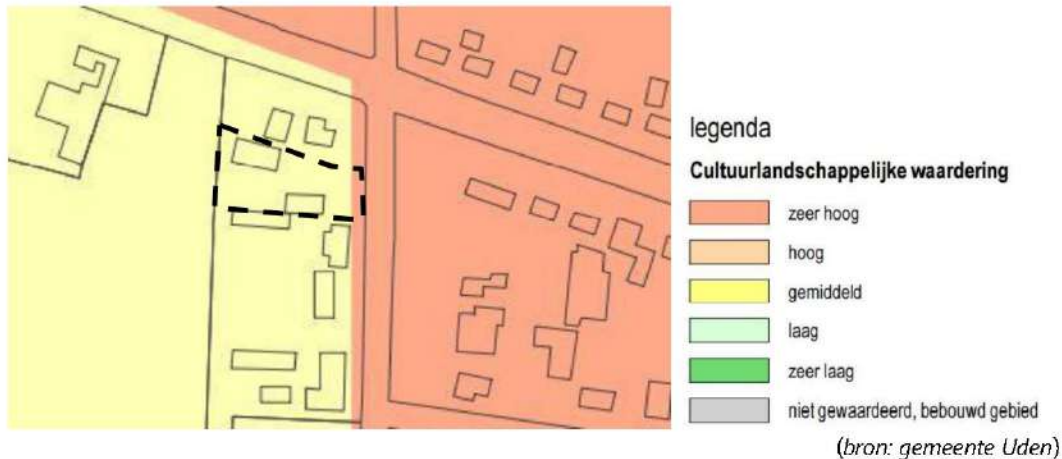 legenda
Cultuurlandschappelijke waardering
zeer hoog
hoog
gemiddeld
laag
zeer laag
niet gewaardeerd, bebouwd gebied
(bron: gemeente Uden)